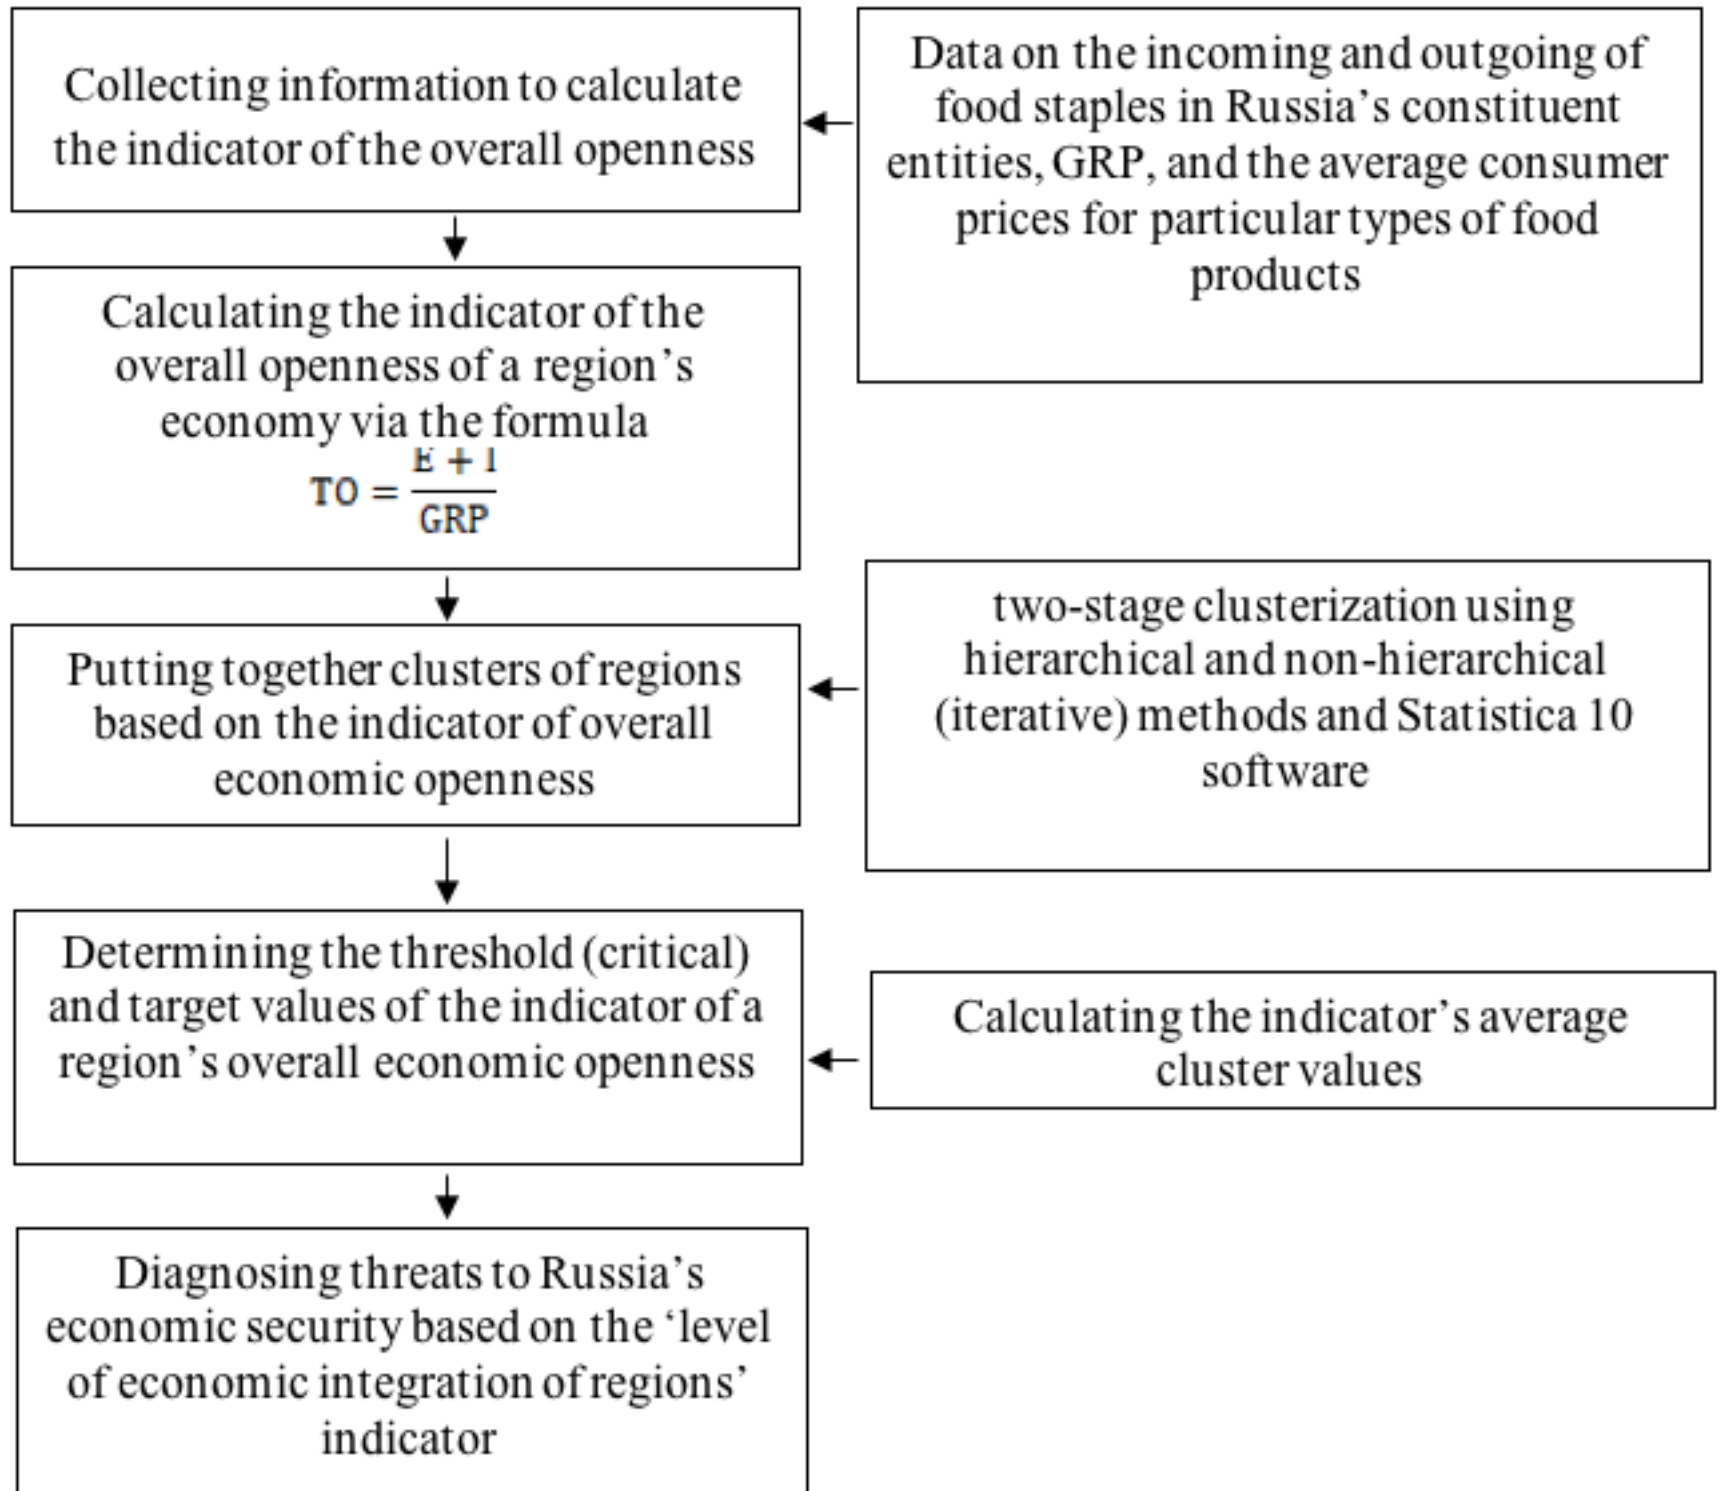 Collecting information to calculate
the indicator of the overall openness
Data on the incoming and outgoing of
food staples in Russia’s constituent
entities, GRP, and the average consumer
prices for particular types of food
products
Calculating the indicator of the
overall openness of a region’s
economy via the formula
TO = (E + I) / GRP
Putting together clusters of regions
based on the indicator of overall
economic openness
two-stage clusterization using
hierarchical and non-hierarchical
(iterative) methods and Statistica 10
software
Determining the threshold (critical)
and target values of the indicator of a
region’s overall economic openness
Calculating the indicator’s average
cluster values
Diagnosing threats to Russia’s
economic security based on the ‘level
of economic integration of regions’
indicator